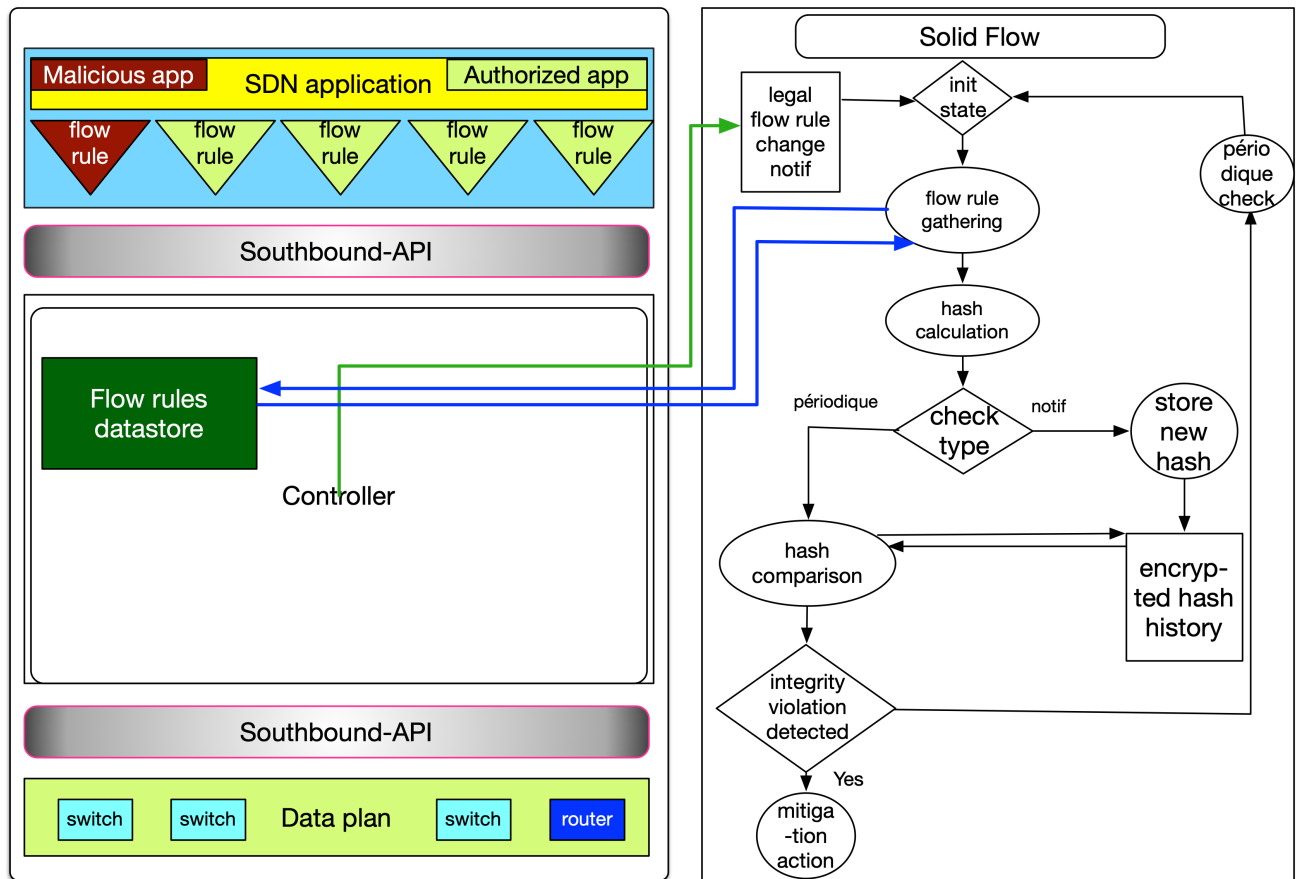 Malicious app
SDN application
Authorized app
flow
rule
flow
rule
flow
rule
flow
rule
flow
rule
Southbound-API
Flow rules
datastore
Controller
Southbound-API
switch
switch
Data plan
switch
router
Solid Flow
legal
flow rule
change
notif
init
state
pério
dique
check
flow rule
gathering
hash
calculation
périodique
check
type
notif
store
new
hash
hash
comparison
encryp-
ted hash
history
integrity
violation
detected
Yes
mitiga
-tion
action